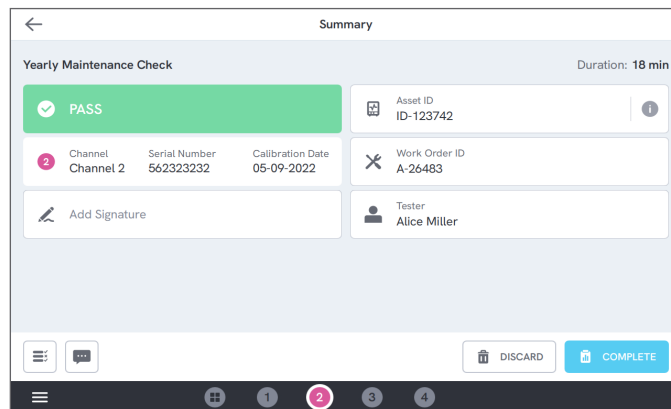 Summary
Yearly Maintenance Check
Duration: 18 min
PASS
Asset ID
ID-123742
2
Channel
Channel 2
Serial Number
562323232
Calibration Date
05-09-2022
Work Order ID
A-26483
Add Signature
Tester
Alice Miller
DISCARD
COMPLETE
1
2
3
4